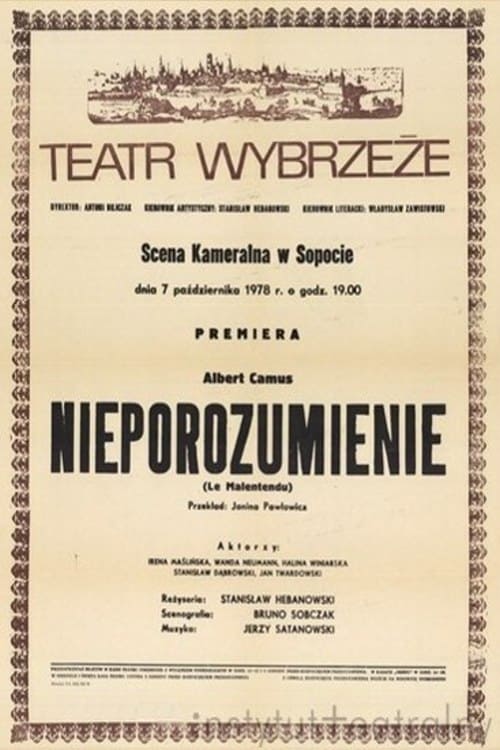 TEATR WYBRZEŻE
DYREKTOR: ANTONI BILICZAK KIEROWNIK ARTYSTYCZNY: STANISŁAW HEBANOWSKI KIEROWNIK LITERACKI: WŁADYSŁAW ZAWISTOWSKI
Scena Kameralna w Sopocie
dnia 7 października 1978 r. o godz. 19.00
PREMIERA
Albert Camus
NIEPOROZUMIENIE
(Le Malentendu)
Przekład: Janina Pawłowicz
Aktorzy:
IRENA MAŚLIŃSKA, WANDA NEUMANN, HALINA WINIARSKA
STANISŁAW DĄBROWSKI, JAN TWARDOWSKI
Reżyseria: STANISŁAW HEBANOWSKI
Scenografia: BRUNO SOBCZAK
Muzyka: JERZY SATANOWSKI
instytut teatralny